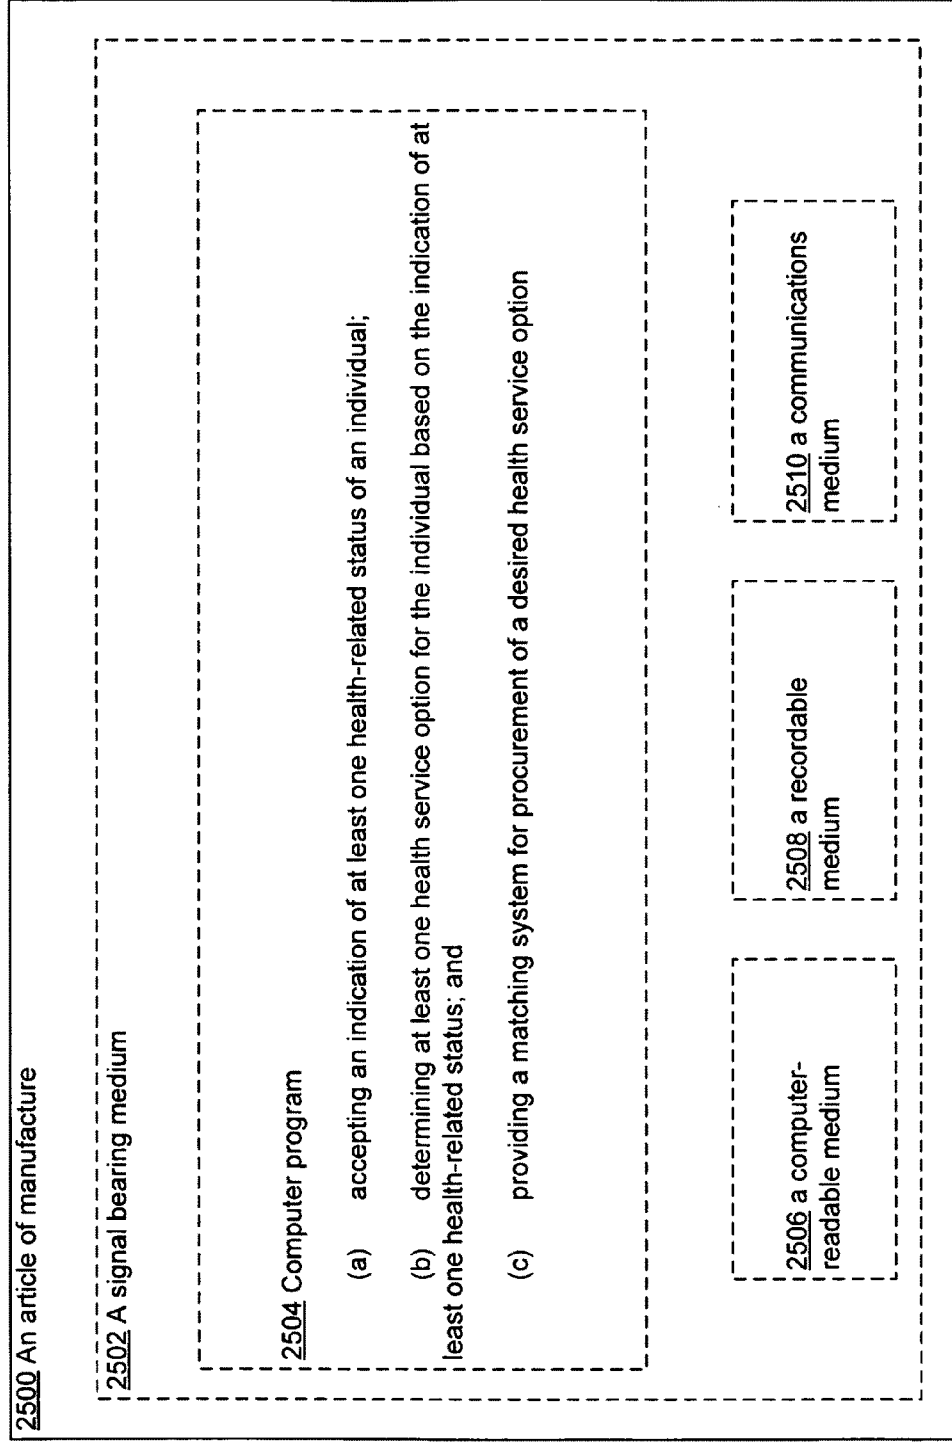 2500 An article of manufacture
2502 A signal bearing medium
2504 Computer program
(a) accepting an indication of at least one health-related status of an individual;
(b) determining at least one health service option for the individual based on the indication of at
least one health-related status; and
(c) providing a matching system for procurement of a desired health service option
2506 a computer-
readable medium
2508 a recordable
medium
2510 a communications
medium